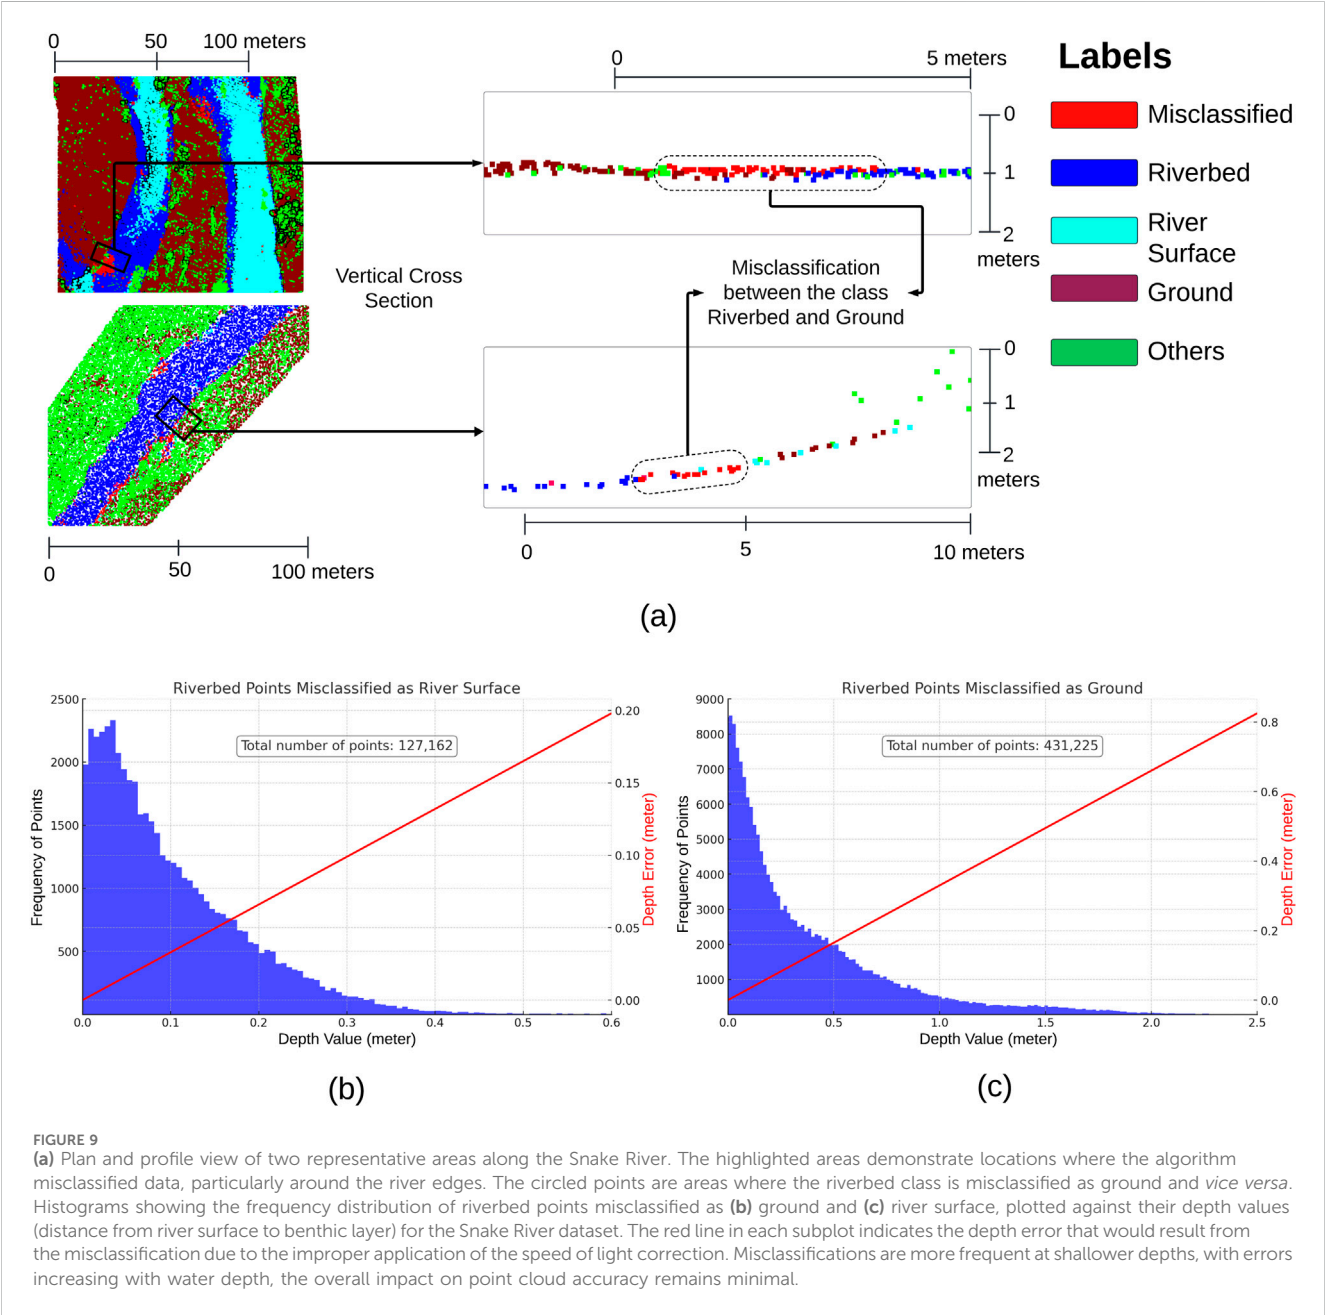 0 50 100 meters
0 5 meters
0
1
2
meters
Labels
Misclassified
Riverbed
River
Surface
Ground
Others
Vertical Cross
Section
Misclassification
between the class
Riverbed and Ground
0
1
2
meters
0 5 10 meters
0 50 100 meters
(a)
Riverbed Points Misclassified as River Surface
Total number of points: 127,162
Frequency of Points
2500
2000
1500
1000
500
0.20
0.15
0.10
0.05
0.00
Depth Error (meter)
0.0 0.1 0.2 0.3 0.4 0.5 0.6
Depth Value (meter)
(b)
Riverbed Points Misclassified as Ground
Total number of points: 431,225
Frequency of Points
9000
8000
7000
6000
5000
4000
3000
2000
1000
0.8
0.6
0.4
0.2
0.0
Depth Error (meter)
0.0 0.5 1.0 1.5 2.0 2.5
Depth Value (meter)
(c)
FIGURE 9
(a) Plan and profile view of two representative areas along the Snake River. The highlighted areas demonstrate locations where the algorithm
misclassified data, particularly around the river edges. The circled points are areas where the riverbed class is misclassified as ground and vice versa.
Histograms showing the frequency distribution of riverbed points misclassified as (b) ground and (c) river surface, plotted against their depth values
(distance from river surface to benthic layer) for the Snake River dataset. The red line in each subplot indicates the depth error that would result from
the misclassification due to the improper application of the speed of light correction. Misclassifications are more frequent at shallower depths, with errors
increasing with water depth, the overall impact on point cloud accuracy remains minimal.